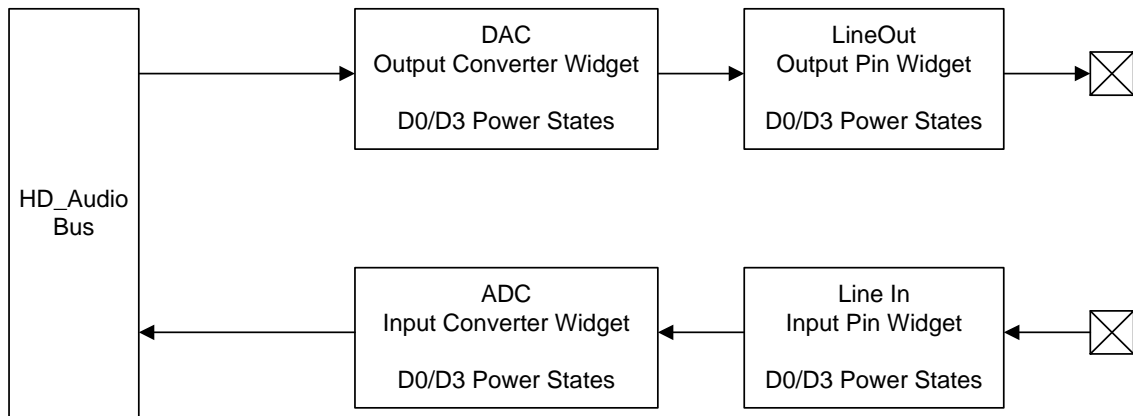 HD_Audio
Bus
DAC
Output Converter Widget
D0/D3 Power States
LineOut
Output Pin Widget
D0/D3 Power States
ADC
Input Converter Widget
D0/D3 Power States
Line In
Input Pin Widget
D0/D3 Power States